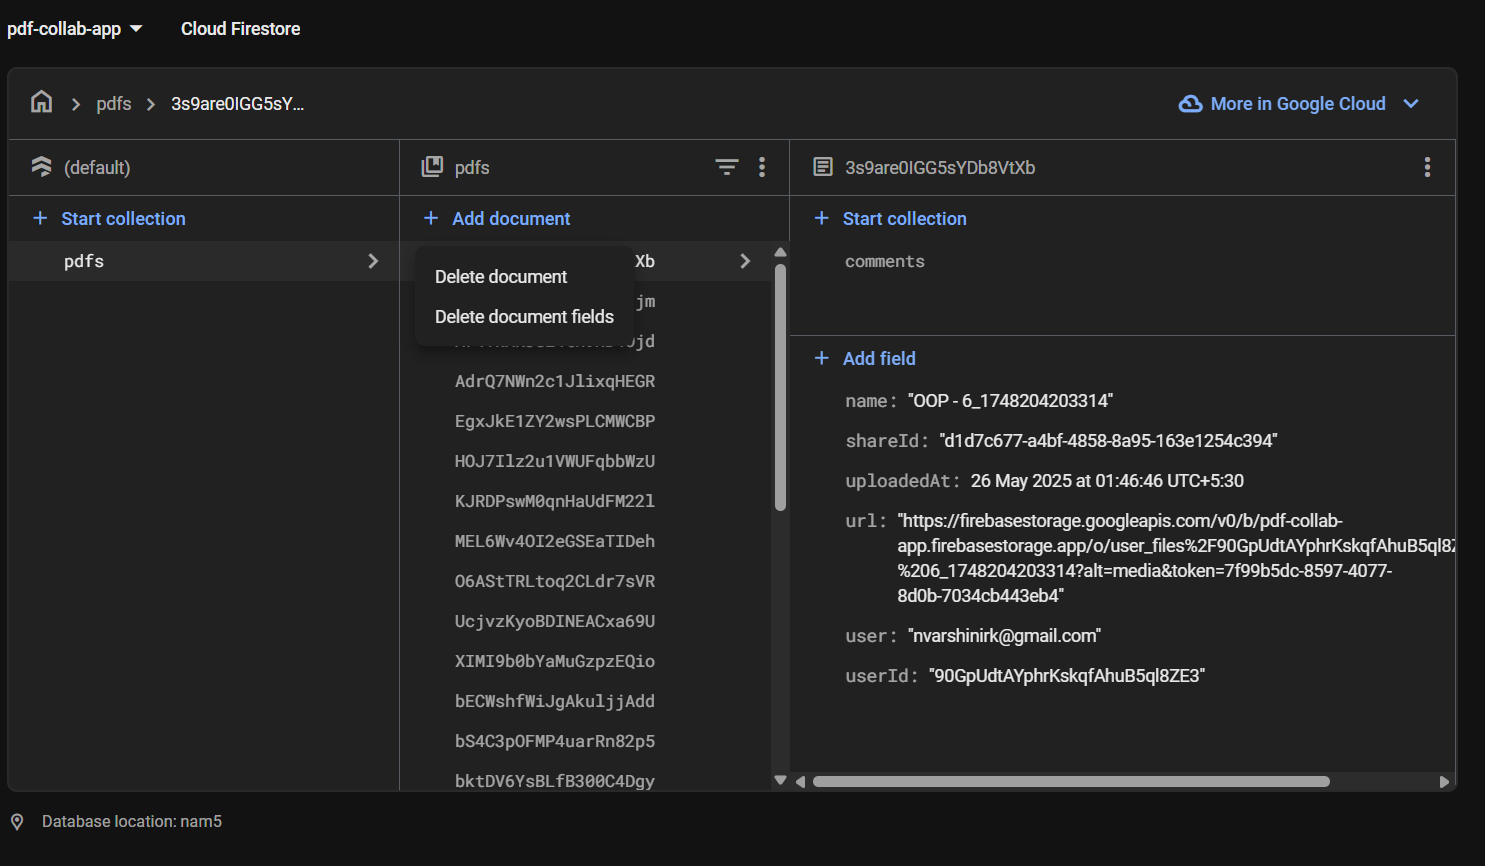 pdf-collab-app
Cloud Firestore
pdfs
3s9are0IGG5sY...
More in Google Cloud
(default)
pdfs
3s9are0IGG5sYDb8VtXb
Start collection
Add document
Start collection
pdfs
Xb
comments
Delete document
Delete document fields
jm
jd
AdrQ7NWn2c1JlixqHEGR
EgxJkE1ZY2wsPLCMWCBP
HOJ7Ilz2u1VWUFqbbWzU
KJRDPswM0qnHaUdFM22l
MEL6Wv4OI2eGSEaTIDeh
O6AStTRLtoq2CLdr7sVR
UcjvzKyoBDINEACxa69U
XIMI9b0bYaMuGzpzEQio
bECWshfWiJgAkuljjAdd
bS4C3pOFMP4uarRn82p5
bktDV6YsBLfB300C4Dgy
Add field
name: "OOP - 6_1748204203314"
shareId: "d1d7c677-a4bf-4858-8a95-163e1254c394"
uploadedAt: 26 May 2025 at 01:46:46 UTC+5:30
url: "https://firebasestorage.googleapis.com/v0/b/pdf-collab-
app.firebasestorage.app/o/user_files%2F90GpUdtAYphrKskqfAhuB5ql8Z
%206_1748204203314?alt=media&token=7f99b5dc-8597-4077-
8d0b-7034cb443eb4"
user: "nvarshinirk@gmail.com"
userId: "90GpUdtAYphrKskqfAhuB5ql8ZE3"
Database location: nam5